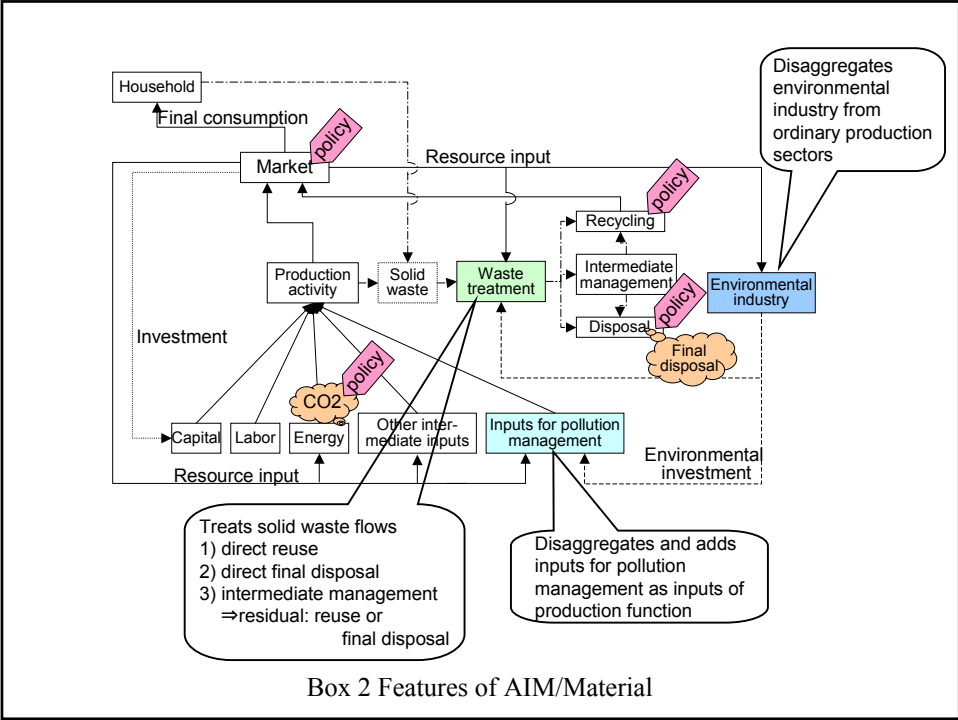 Disaggregates
environmental
industry from
ordinary production
sectors
Household
Final consumption
policy
Market
Resource input
policy
Recycling
Production
activity
Solid
waste
Waste
treatment
Intermediate
management
Environmental
industry
policy
Disposal
Investment
Final
disposal
policy
CO2
Capital
Labor
Energy
Other inter-
mediate inputs
Inputs for pollution
management
Environmental
investment
Resource input
Treats solid waste flows
1) direct reuse
2) direct final disposal
3) intermediate management
⇒residual: reuse or
final disposal
Disaggregates and adds
inputs for pollution
management as inputs of
production function
Box 2 Features of AIM/Material